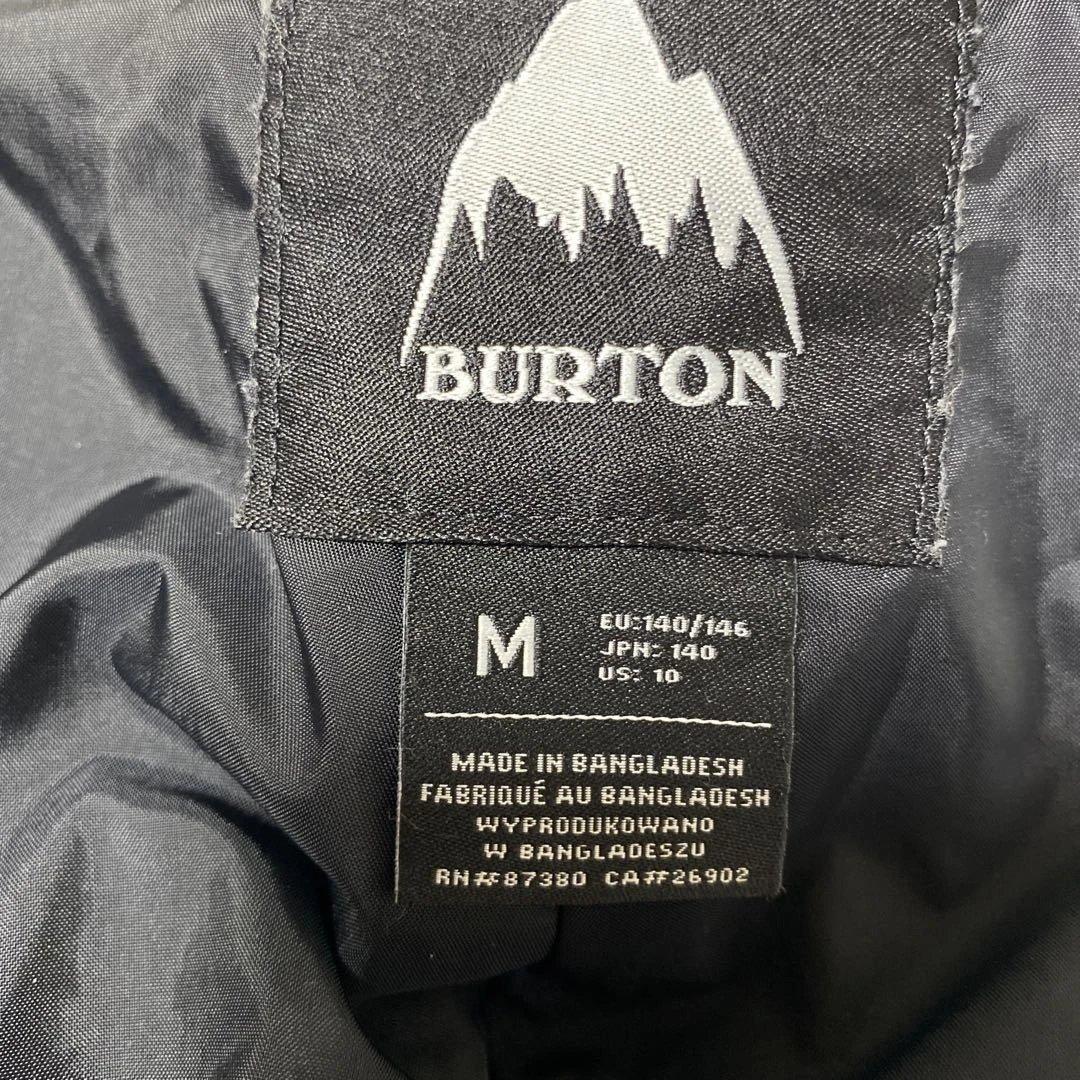 BURTON
M
EU:140/146
JPN: 140
US: 10
MADE IN BANGLADESH
FABRIQUÉ AU BANGLADESH
WYPRODUKOWANO
W BANGLADESZU
RN#87380 CA#26902